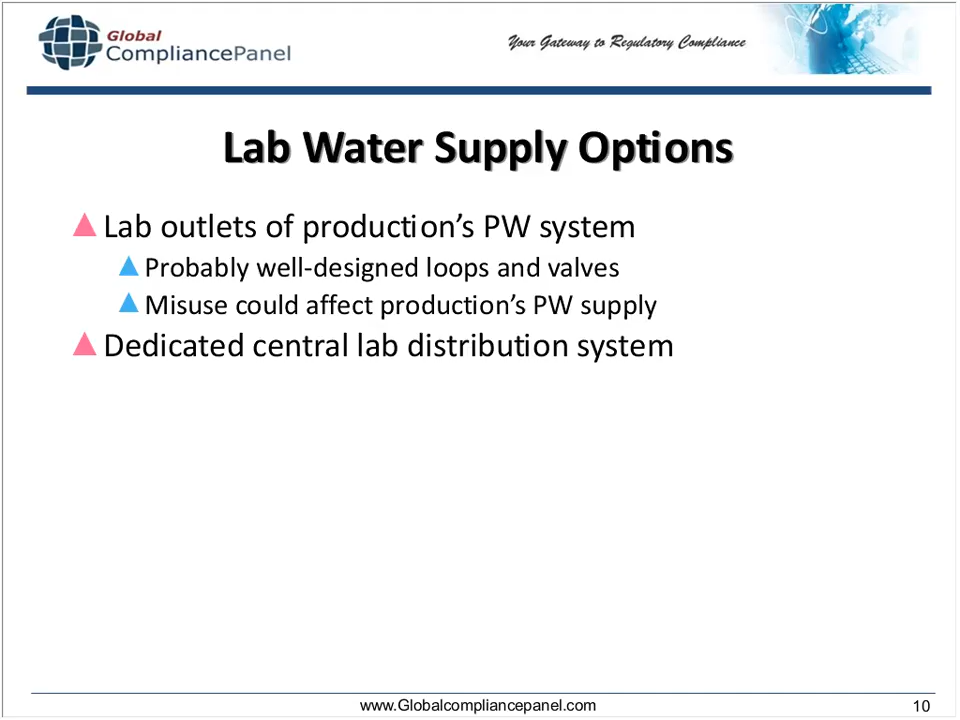 Global
CompliancePanel
Your Gateway to Regulatory Compliance
Lab Water Supply Options
Lab outlets of production’s PW system
Probably well-designed loops and valves
Misuse could affect production’s PW supply
Dedicated central lab distribution system
www.Globalcompliancepanel.com
10